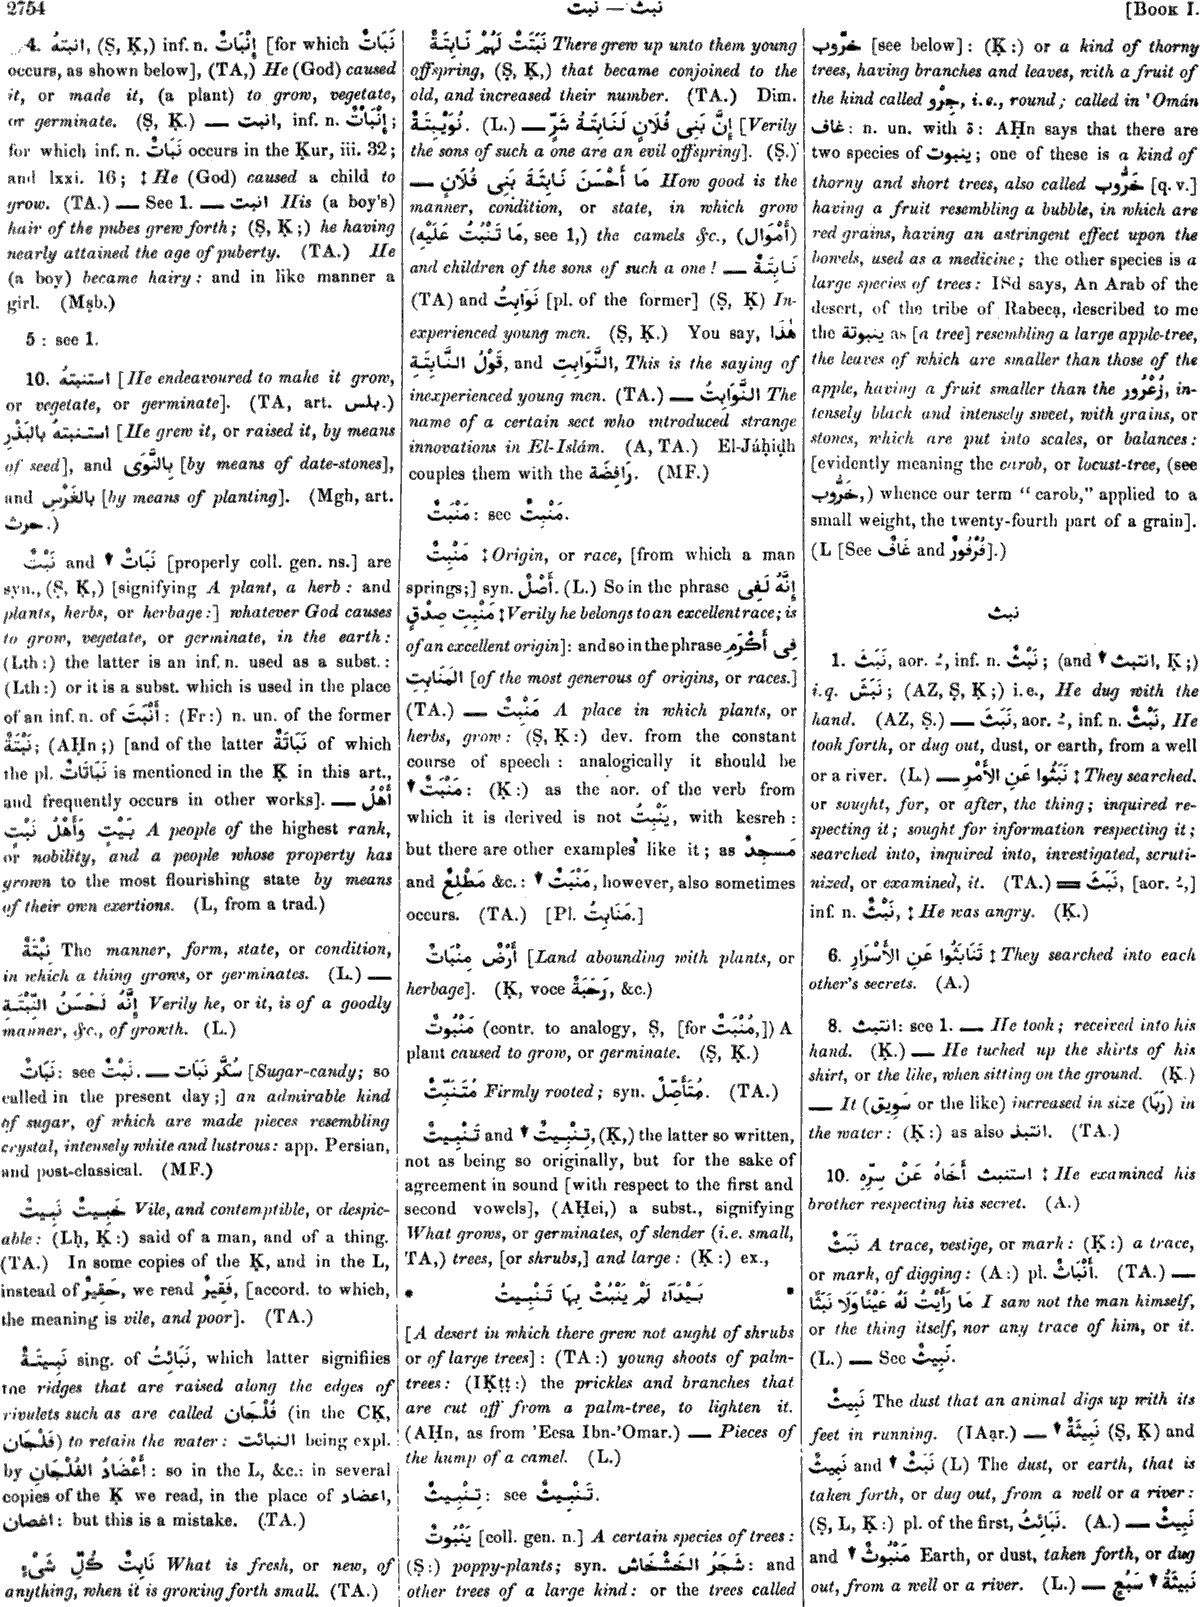 2754
نبت — نبث
[BOOK I.
4. انبتهُ, (Ṣ, Ḳ,) inf. n. إِنْبَاتٌ [for which نَبَاتٌ
occurs, as shown below], (TA,) He (God) caused
it, or made it, (a plant) to grow, vegetate,
or germinate. (Ṣ, Ḳ.) — انبت, inf. n. إِنْبَاتٌ;
for which inf. n. نَبَاتٌ occurs in the Ḳur, iii. 32;
and lxxi. 16; ‡ He (God) caused a child to
grow. (TA.) — See 1. — انبت His (a boy's)
hair of the pubes grew forth; (Ṣ, Ḳ;) he having
nearly attained the age of puberty. (TA.) He
(a boy) became hairy: and in like manner a
girl. (Mṣb.)
5 : see 1.
10. استنبتهُ [He endeavoured to make it grow,
or vegetate, or germinate]. (TA, art. بلس.)
استنبتهُ بِالبَذْرِ [He grew it, or raised it, by means
of seed], and بِالنَّوَى [by means of date-stones],
and بِالغَرْسِ [by means of planting]. (Mgh, art.
حرث.)
نَبْتٌ and ▼ نَبَاتٌ [properly coll. gen. ns.] are
syn., (Ṣ, Ḳ,) [signifying A plant, a herb: and
plants, herbs, or herbage:] whatever God causes
to grow, vegetate, or germinate, in the earth:
(Lth:) the latter is an inf. n. used as a subst.:
(Lth:) or it is a subst. which is used in the place
of an inf. n. of أَنْبَتَ: (Fr:) n. un. of the former
نَبْتَةٌ; (AḤn;) [and of the latter نَبَاتَةٌ of which
the pl. نَبَاتَاتٌ is mentioned in the Ḳ in this art.,
and frequently occurs in other works]. — أَهْلُ
بَيْتٍ وَأَهْلُ نَبْتٍ A people of the highest rank,
or nobility, and a people whose property has
grown to the most flourishing state by means
of their own exertions. (L, from a trad.)
نِبْتَةٌ The manner, form, state, or condition,
in which a thing grows, or germinates. (L.) —
إِنَّهُ لَحَسَنُ النِّبْتَةِ Verily he, or it, is of a goodly
manner, &c., of growth. (L.)
نَبَاتٌ: see نَبْتٌ. — سُكَّر نَبَات [Sugar-candy; so
called in the present day;] an admirable kind
of sugar, of which are made pieces resembling
crystal, intensely white and lustrous: app. Persian,
and post-classical. (MF.)
خَبِيثٌ نَبِيتٌ Vile, and contemptible, or despic-
able: (Lḥ, Ḳ:) said of a man, and of a thing.
(TA.) In some copies of the Ḳ, and in the L,
instead of حَقِيرٌ, we read فَقِيرٌ, [accord. to which,
the meaning is vile, and poor]. (TA.)
نَبِيتَةٌ sing. of نَبَائِتُ, which latter signifiies
the ridges that are raised along the edges of
rivulets such as are called فُلْجَان (in the CḲ,
فَلْجَان) to retain the water: النبائت being expl.
by أَعْضَادُ الفُلْجَانِ: so in the L, &c.: in several
copies of the Ḳ we read, in the place of اعضاد,
اغصان: but this is a mistake. (TA.)
نَابِتُ كُلِّ شَىْءٍ What is fresh, or new, of
anything, when it is growing forth small. (TA.)
نَبَتَتْ لَهُمْ نَابِتَةٌ There grew up unto them young
offspring, (Ṣ, Ḳ,) that became conjoined to the
old, and increased their number. (TA.) Dim.
نُوَيْبِتَةٌ. (L.) — إِنَّ بَنِى فُلَانٍ لَنَابِتَةُ شَرٍّ [Verily
the sons of such a one are an evil offspring]. (Ṣ.)
— مَا أَحْسَنَ نَابِتَةَ بَنِى فُلَانٍ How good is the
manner, condition, or state, in which grow
(مَا تَنْبُتُ عَلَيْهِ, see 1,) the camels &c., (أَمْوَال)
and children of the sons of such a one! — نَابِتَةٌ
(TA) and نَوَابِتُ [pl. of the former] (Ṣ, Ḳ) In-
experienced young men. (Ṣ, Ḳ.) You say, هٰذَا
قَوْلُ النَّابِتَةِ, and النَّوَابِتِ, This is the saying of
inexperienced young men. (TA.) — النَّوَابِتُ The
name of a certain sect who introduced strange
innovations in El-Islám. (A, TA.) El-Jáḥiḍh
couples them with the رَافِضَة. (MF.)
مَنْبَتٌ: see مَنْبِتٌ.
مَنْبِتٌ ‡ Origin, or race, [from which a man
springs;] syn. أَصْلٌ. (L.) So in the phrase إِنَّهُ لَفِى
مَنْبِتِ صِدْقٍ ‡ Verily he belongs to an excellent race; is
of an excellent origin]: and so in the phrase فِى أَكْرَمِ
المَنَابِتِ [of the most generous of origins, or races.]
(TA.) — مَنْبِتٌ A place in which plants, or
herbs, grow: (Ṣ, Ḳ:) dev. from the constant
course of speech: analogically it should be
▼ مَنْبَتٌ: (Ḳ:) as the aor. of the verb from
which it is derived is not يَنْبِتُ, with kesreh:
but there are other examples like it; as مَسْجِدٌ
and مَطْلِعٌ &c.: ▼ مَنْبَتٌ, however, also sometimes
occurs. (TA.) [Pl. مَنَابِتُ.]
أَرْضٌ مِنْبَاتٌ [Land abounding with plants, or
herbage]. (Ḳ, voce رَحَبَةٌ, &c.)
مَنْبُوتٌ (contr. to analogy, Ṣ, [for مُنْبَتٌ,]) A
plant caused to grow, or germinate. (Ṣ, Ḳ.)
مُتَنَبِّتٌ Firmly rooted; syn. مُتَأَصِّلٌ. (TA.)
تَنْبِيتٌ and ▼ تِنْبِيتٌ, (Ḳ,) the latter so written,
not as being so originally, but for the sake of
agreement in sound [with respect to the first and
second vowels], (AḤei,) a subst., signifying
What grows, or germinates, of slender (i.e. small,
TA,) trees, [or shrubs,] and large: (Ḳ:) ex.,
* بَيْدَآءُ لَمْ يَنْبُتْ بِهَا تَنْبِيتُ *
[A desert in which there grew not aught of shrubs
or of large trees]: (TA:) young shoots of palm-
trees: (IḲṭṭ:) the prickles and branches that
are cut off from a palm-tree, to lighten it.
(AḤn, as from 'Eesa Ibn-'Omar.) — Pieces of
the hump of a camel. (L.)
تِنْبِيتٌ: see تَنْبِيتٌ.
يَنْبُوتٌ [coll. gen. n.] A certain species of trees:
(Ṣ:) poppy-plants; syn. شَجَرُ الخَشْخَاشِ: and
other trees of a large kind: or the trees called
خَرُّوب [see below]: (Ḳ:) or a kind of thorny
trees, having branches and leaves, with a fruit of
the kind called جِرْو, i.e., round; called in 'Omán
غاف: n. un. with ة: AḤn says that there are
two species of ينبوت; one of these is a kind of
thorny and short trees, also called خَرُّوب [q. v.]
having a fruit resembling a bubble, in which are
red grains, having an astringent effect upon the
bowels, used as a medicine; the other species is a
large species of trees: ISd says, An Arab of the
desert, of the tribe of Rabeea, described to me
the ينبوتة as [a tree] resembling a large apple-tree,
the leaves of which are smaller than those of the
apple, having a fruit smaller than the زُعْرُور, in-
tensely black and intensely sweet, with grains, or
stones, which are put into scales, or balances:
[evidently meaning the carob, or locust-tree, (see
خَرُّوب,) whence our term "carob," applied to a
small weight, the twenty-fourth part of a grain].
(L [See غَافٌ and فُرْفُورٌ].)
نبث
1. نَبَثَ, aor. ـُ, inf. n. نَبْثٌ; (and ▼ انتبث, Ḳ;)
i.q. نَبَشَ; (AZ, Ṣ, Ḳ;) i.e., He dug with the
hand. (AZ, Ṣ.) — نَبَثَ, aor. ـُ, inf. n. نَبْثٌ, He
took forth, or dug out, dust, or earth, from a well
or a river. (L.) — نَبَثُوا عَنِ الأَمْرِ ‡ They searched.
or sought, for, or after, the thing; inquired re-
specting it; sought for information respecting it;
searched into, inquired into, investigated, scruti-
nized, or examined, it. (TA.) ═ نَبَثَ, [aor. ـُ,]
inf. n. نَبْثٌ, ‡ He was angry. (Ḳ.)
6. تَنَابَثُوا عَنِ الأَسْرَارِ ‡ They searched into each
other's secrets. (A.)
8. انتبث: see 1. — He took; received into his
hand. (Ḳ.) — He tucked up the shirts of his
shirt, or the like, when sitting on the ground. (Ḳ.)
— It (سَوِيق or the like) increased in size (رَبَا) in
the water: (Ḳ:) as also انتبذ. (TA.)
10. استنبث أَخَاهُ عَنْ سِرِّهِ ‡ He examined his
brother respecting his secret. (A.)
نَبَثٌ A trace, vestige, or mark: (Ḳ:) a trace,
or mark, of digging: (A:) pl. أَنْبَاثٌ. (TA.) —
مَا رَأَيْتُ لَهُ عَيْنًا وَلَا نَبَثًا I saw not the man himself,
or the thing itself, nor any trace of him, or it.
(L.) — See نَبِيثٌ.
نَبِيثٌ The dust that an animal digs up with its
feet in running. (IAạr.) — ▼ نَبِيثَةٌ (Ṣ, Ḳ) and
نَبِيثٌ and ▼ نَبَثٌ (L) The dust, or earth, that is
taken forth, or dug out, from a well or a river:
(Ṣ, L, Ḳ:) pl. of the first, نَبَائِثُ. (A.) — نَبِيثٌ
and ▼ مَنْبُوثٌ Earth, or dust, taken forth, or dug
out, from a well or a river. (L.) — ▼ نَبِيثَةُ سَبُعٍ